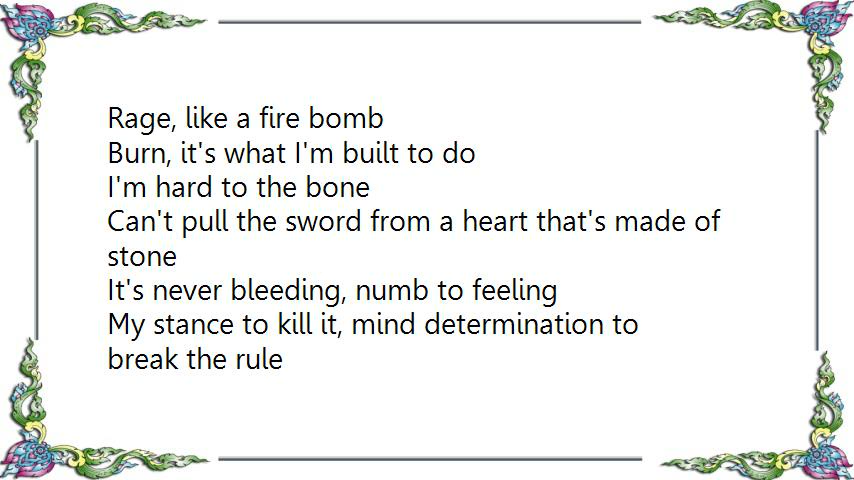 Rage, like a fire bomb
Burn, it's what I'm built to do
I'm hard to the bone
Can't pull the sword from a heart that's made of
stone
It's never bleeding, numb to feeling
My stance to kill it, mind determination to
break the rule